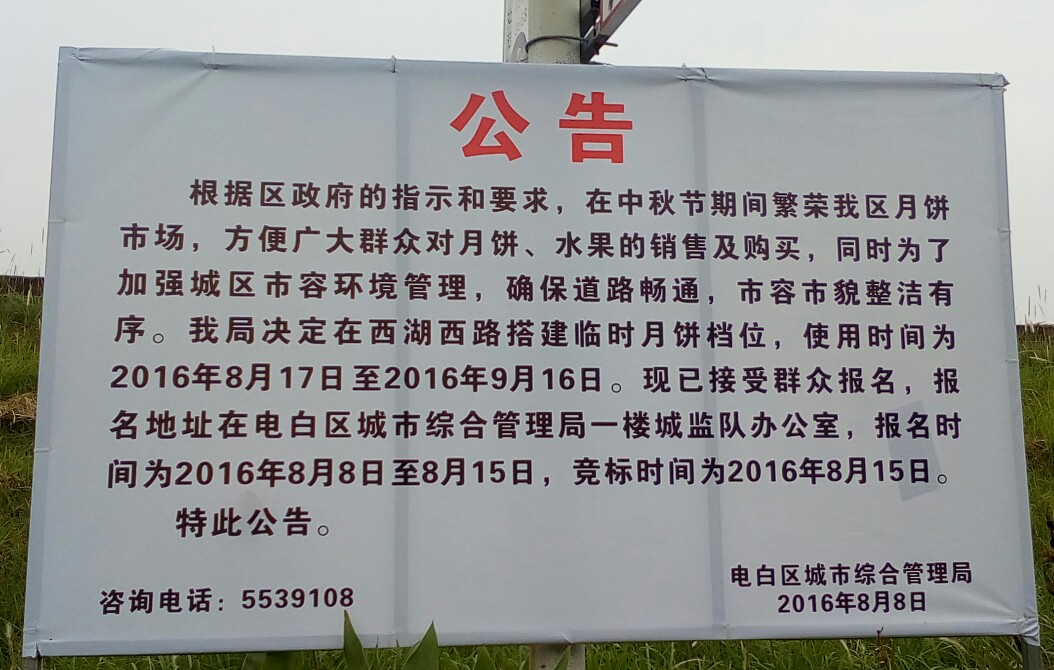 公告
根据区政府的指示和要求，在中秋节期间繁荣我区月饼
市场，方便广大群众对月饼、水果的销售及购买，同时为了
加强城区市容环境管理，确保道路畅通，市容市貌整洁有
序。我局决定在西湖西路搭建临时月饼档位，使用时间为
2016年8月17日至2016年9月16日。现已接受群众报名，报
名地址在电白区城市综合管理局一楼城监队办公室，报名时
间为2016年8月8日至8月15日，竞标时间为2016年8月15日。
特此公告。
咨询电话：5539108
电白区城市综合管理局
2016年8月8日